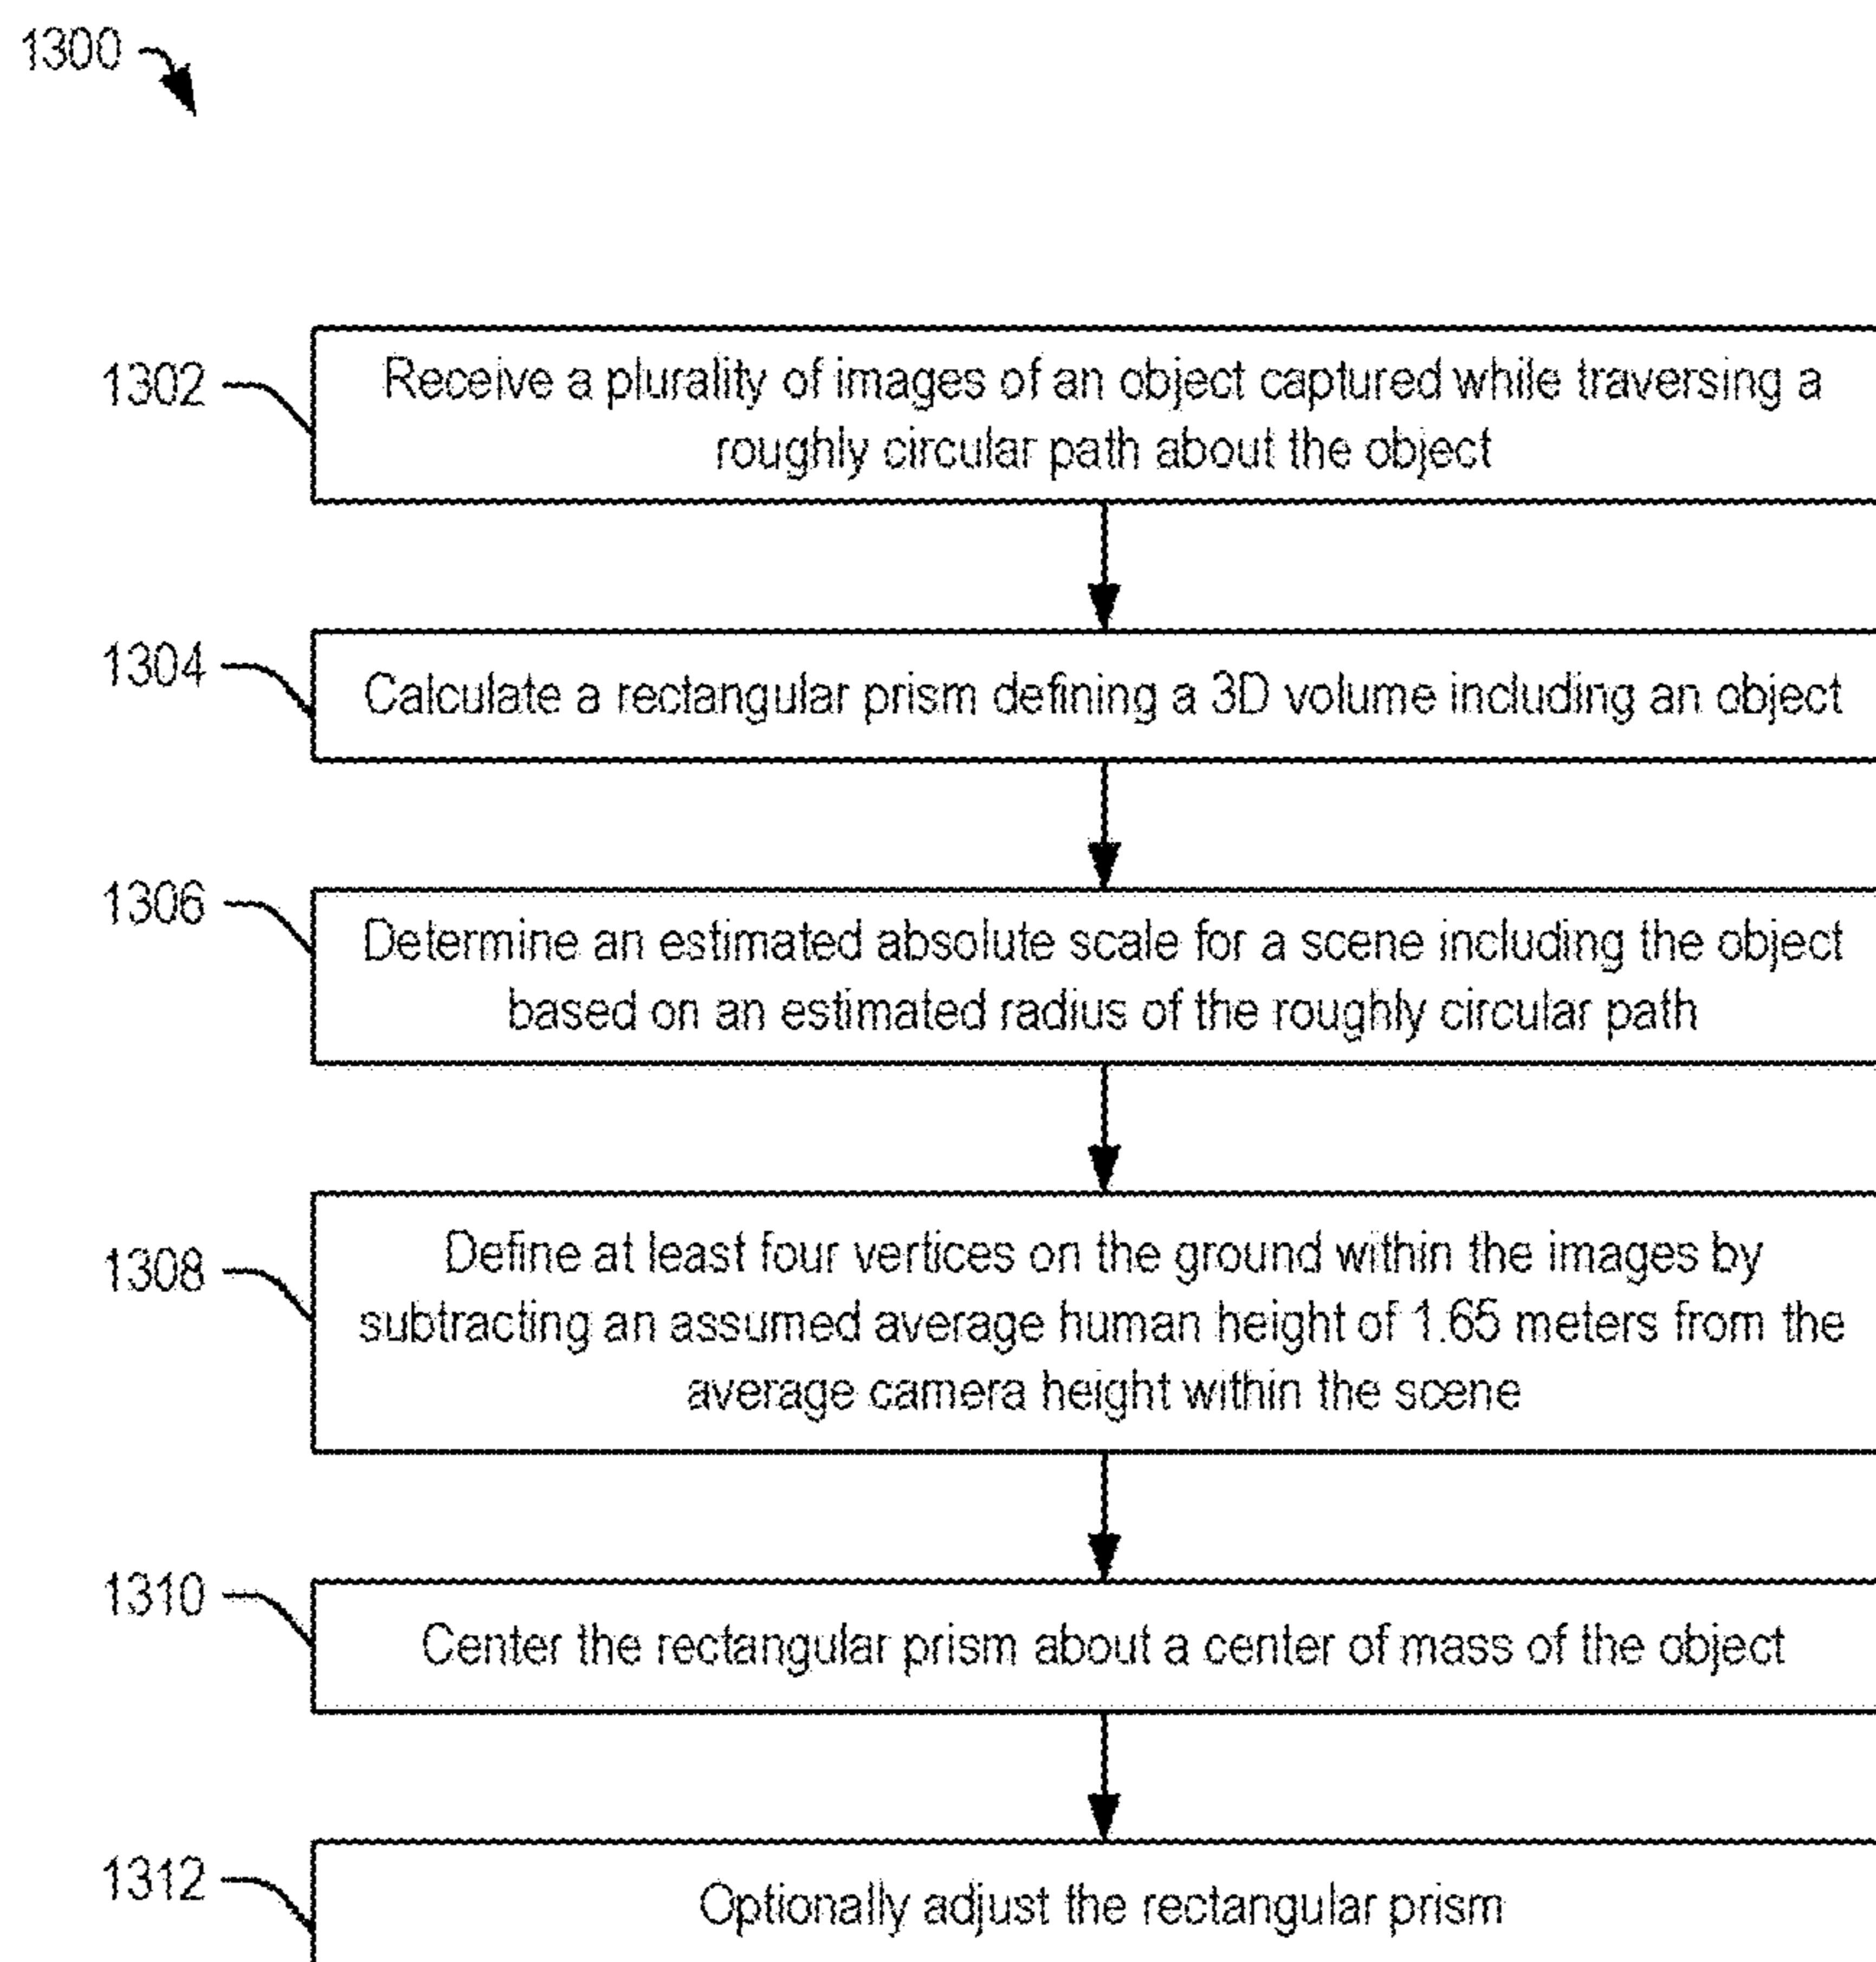 1300
1302
Receive a plurality of images of an object captured while traversing a
roughly circular path about the object
1304
Calculate a rectangular prism defining a 3D volume including an object
1306
Determine an estimated absolute scale for a scene including the object
based on an estimated radius of the roughly circular path
1308
Define at least four vertices on the ground within the images by
subtracting an assumed average human height of 1.65 meters from the
average camera height within the scene
1310
Center the rectangular prism about a center of mass of the object
1312
Optionally adjust the rectangular prism